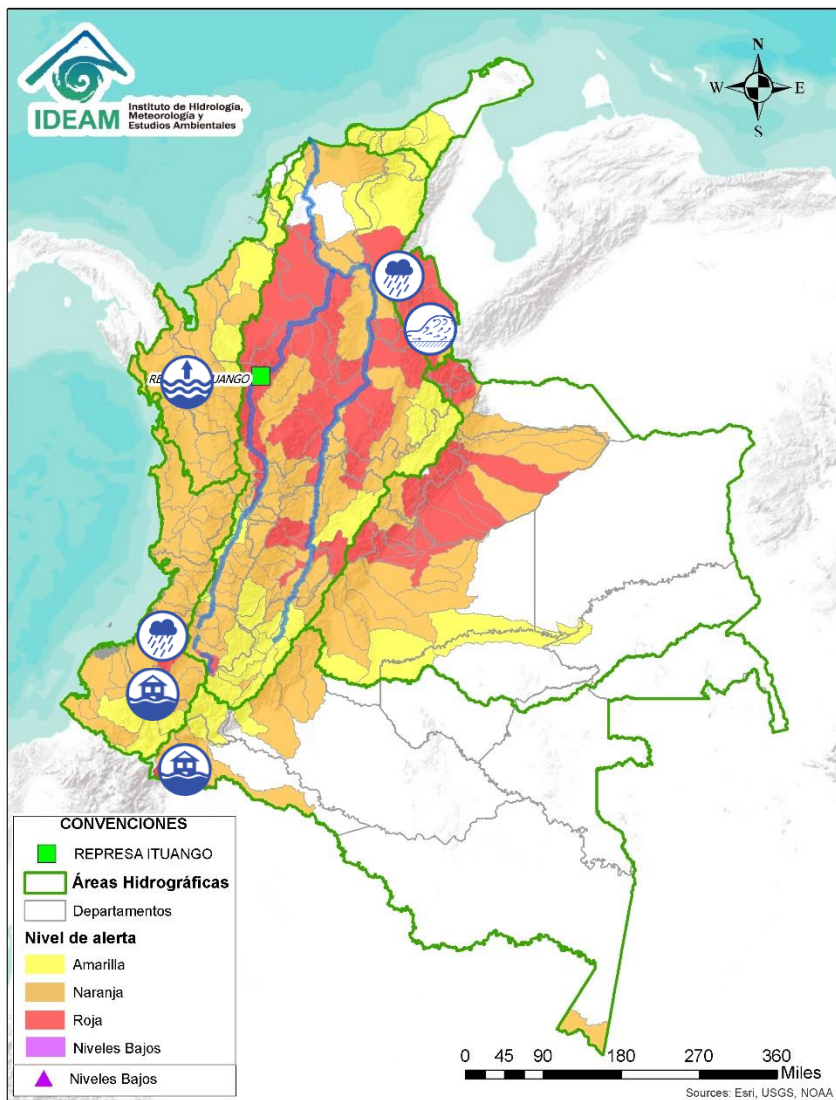 IDEAM
Instituto de Hidrología,
Meteorología y
Estudios Ambientales
N
W
E
S
RE
UANGO
CONVENCIONES
REPRESA ITUANGO
Áreas Hidrográficas
Departamentos
Nivel de alerta
Amarilla
Naranja
Roja
Niveles Bajos
Niveles Bajos
0 45 90 180 270 360
Miles
Sources: Esri, USGS, NOAA